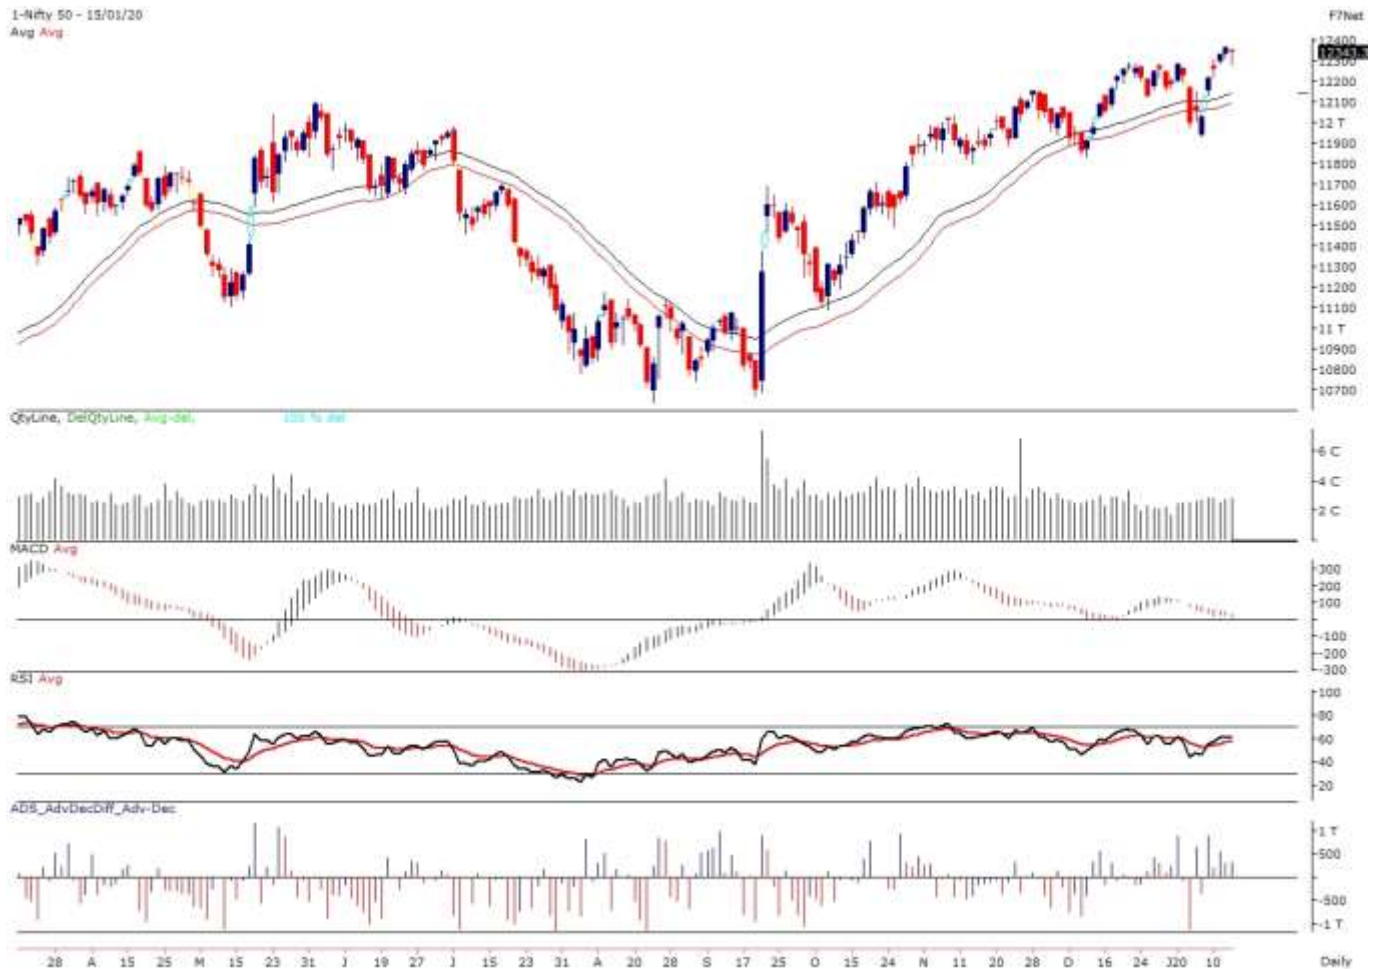 1-Nifty 50 - 15/01/20
F7Net
Avg Avg
12400
12343.3
12300
12200
12100
12 T
11900
11800
11700
11600
11500
11400
11300
11200
11100
11 T
10900
10800
10700
QtyLine, DelQtyLine, Avg-del, 100 % del
6 C
4 C
2 C
MACD Avg
300
200
100
-100
-200
-300
RSI Avg
100
80
60
40
20
ADS_AdvDecDiff_Adv-Dec
1 T
500
-500
-1 T
28 A 15 25 M 15 23 31 J 19 27 J 15 23 31 A 20 28 S 17 25 O 15 24 N 11 20 28 D 16 24 J20 10 Daily